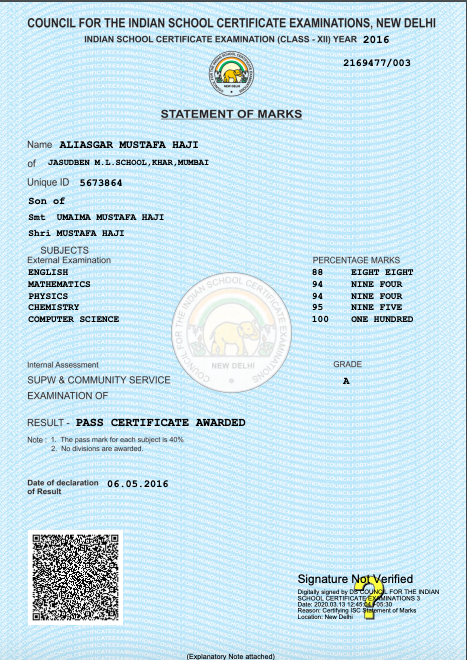 COUNCIL FOR THE INDIAN SCHOOL CERTIFICATE EXAMINATIONS, NEW DELHI
INDIAN SCHOOL CERTIFICATE EXAMINATION (CLASS - XII) YEAR 2016
2169477/003
STATEMENT OF MARKS
Name ALIASGAR MUSTAFA HAJI
of JASUDBEN M.L.SCHOOL,KHAR,MUMBAI
Unique ID 5673864
Son of
Smt UMAIMA MUSTAFA HAJI
Shri MUSTAFA HAJI
SUBJECTS
External Examination PERCENTAGE MARKS
ENGLISH 88 EIGHT EIGHT
MATHEMATICS 94 NINE FOUR
PHYSICS 94 NINE FOUR
CHEMISTRY 95 NINE FIVE
COMPUTER SCIENCE 100 ONE HUNDRED
COUNCIL FOR THE INDIAN SCHOOL CERTIFICATE EXAMINATIONS
NEW DELHI
Internal Assessment GRADE
SUPW & COMMUNITY SERVICE A
EXAMINATION OF
RESULT - PASS CERTIFICATE AWARDED
Note : 1. The pass mark for each subject is 40%
2. No divisions are awarded.
Date of declaration 06.05.2016
of Result
Signature Not Verified
Digitally signed by DS COUNCIL FOR THE INDIAN
SCHOOL CERTIFICATE EXAMINATIONS 3
Date: 2020.03.13 +05:30
Reason: Certifying ISC Statement of Marks
Location: New Delhi
(Explanatory Note attached)